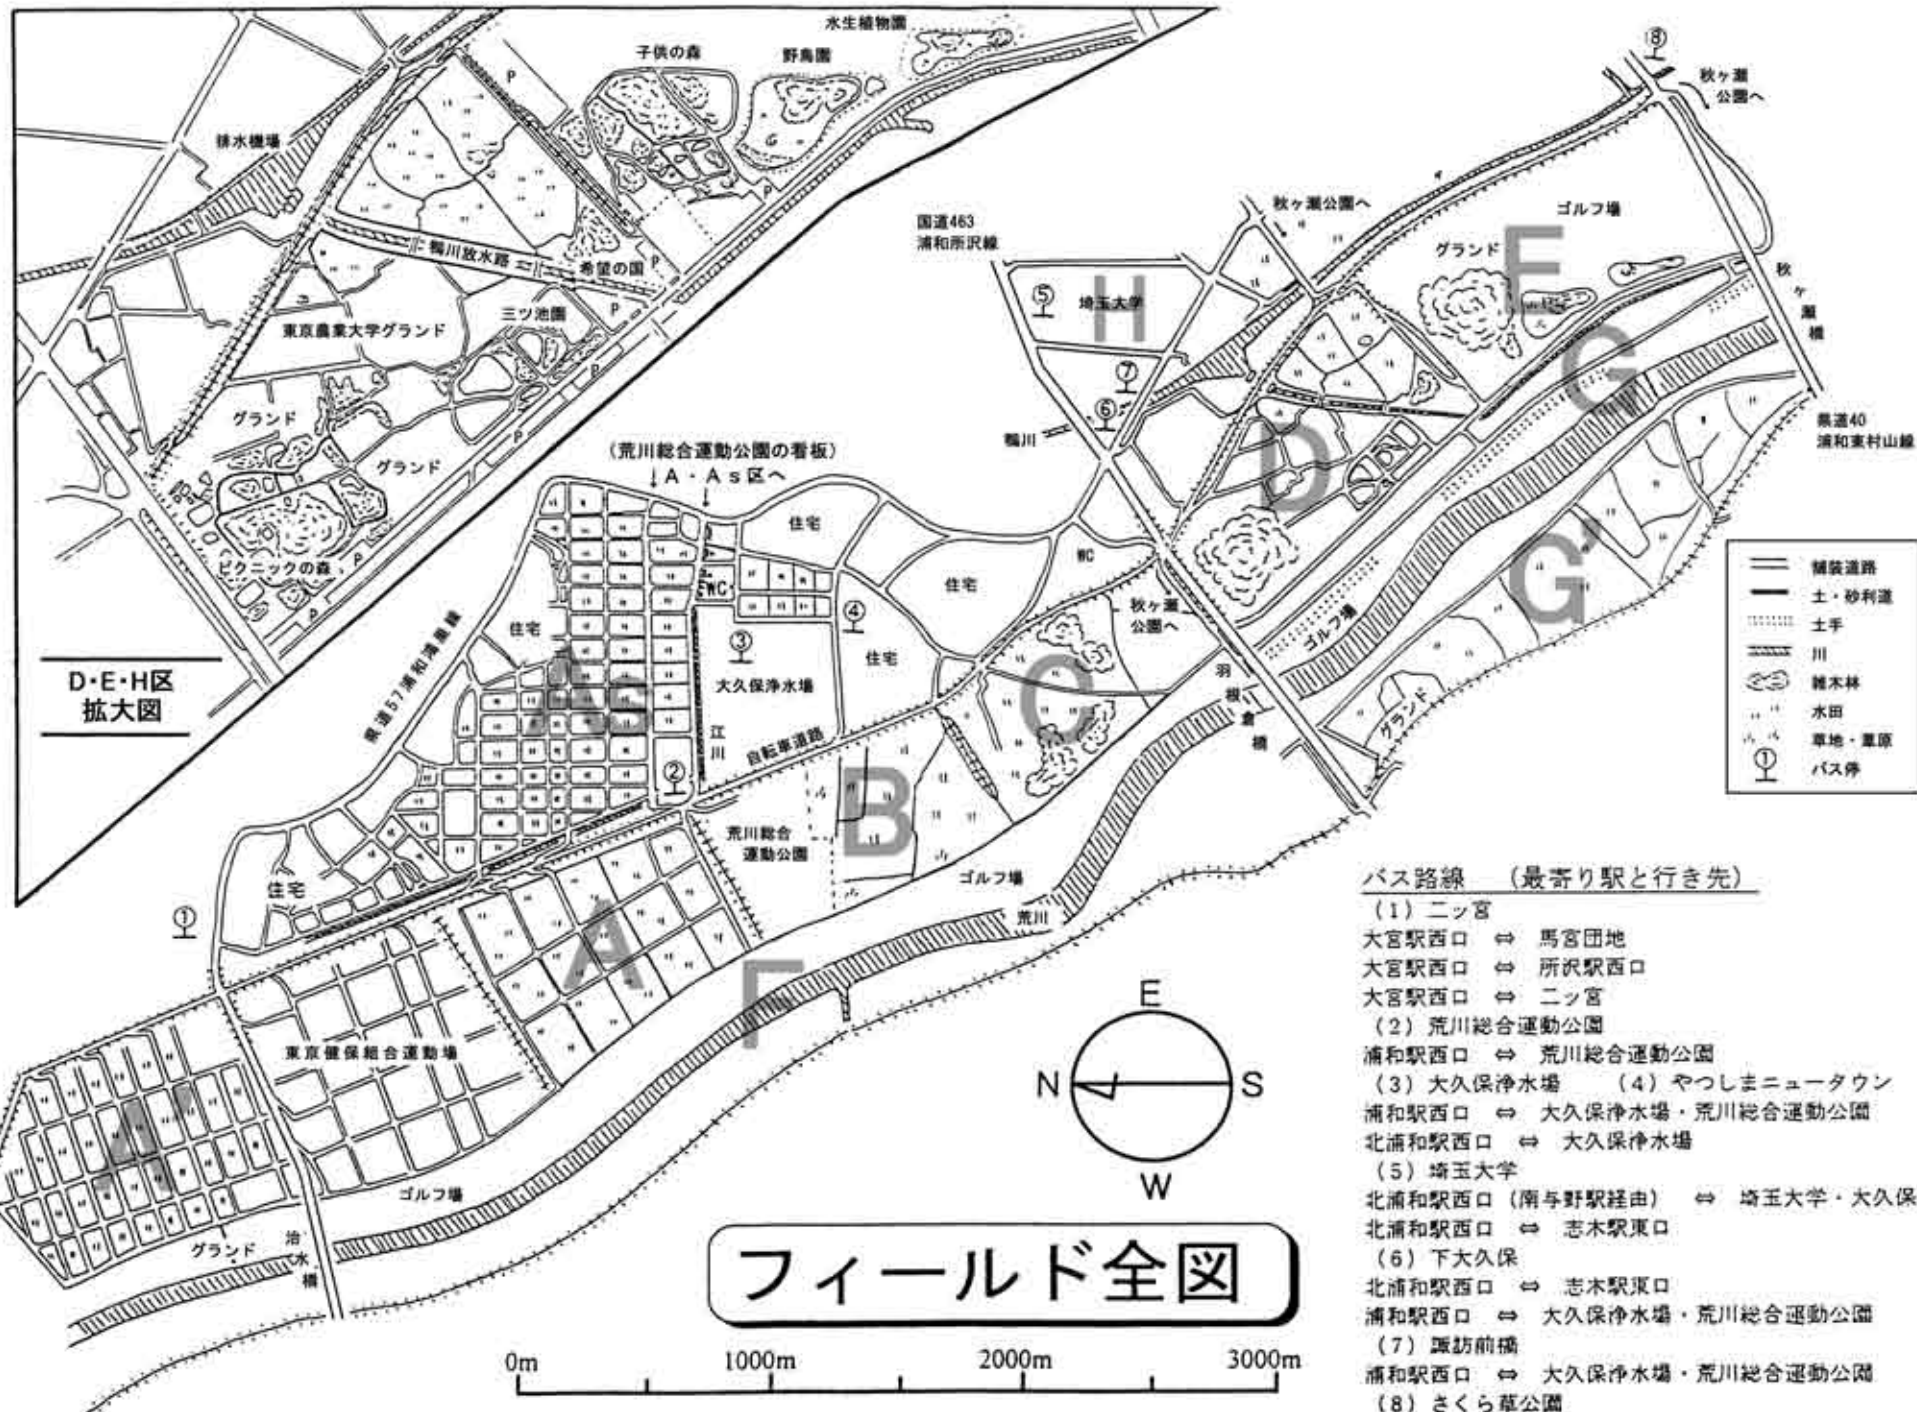 水生植物園
子供の森
野鳥園
P
排水機場
鴨川放水路
希望の国
P
P
P
東京農業大学グランド
三ツ池園
P
グランド
グランド
P
ピクニックの森
P
P
D・E・H区
拡大図
⑧
秋ヶ瀬
公園へ
国道463
浦和所沢線
秋ヶ瀬公園へ
ゴルフ場
グランド
E
⑤
埼玉大学
H
秋ヶ瀬橋
G
⑦
⑥
鴨川
県道40
浦和東村山線
D
(荒川総合運動公園の看板)
↓A・As区へ↓
住宅
G'
WC
WC
住宅
秋ヶ瀬
公園へ
ゴルフ場
住宅
④
③
住宅
As
大久保浄水場
C
羽根倉橋
グランド
県道57浦和鴻巣線
江川
自転車道路
②
B
荒川総合
運動公園
ゴルフ場
住宅
①
荒川
A
東京健保組合運動場
A'
ゴルフ場
グランド
治水橋
舗装道路
土・砂利道
土手
川
雑木林
水田
草地・葦原
① バス停
E
N S
W
フィールド全図
0m 1000m 2000m 3000m
バス路線 (最寄り駅と行き先)
(1) 二ッ宮
大宮駅西口 ⇔ 馬宮団地
大宮駅西口 ⇔ 所沢駅西口
大宮駅西口 ⇔ 二ッ宮
(2) 荒川総合運動公園
浦和駅西口 ⇔ 荒川総合運動公園
(3) 大久保浄水場 (4) やつしまニュータウン
浦和駅西口 ⇔ 大久保浄水場・荒川総合運動公園
北浦和駅西口 ⇔ 大久保浄水場
(5) 埼玉大学
北浦和駅西口 (南与野駅経由) ⇔ 埼玉大学・大久保
北浦和駅西口 ⇔ 志木駅東口
(6) 下大久保
北浦和駅西口 ⇔ 志木駅東口
浦和駅西口 ⇔ 大久保浄水場・荒川総合運動公園
(7) 諏訪前橋
浦和駅西口 ⇔ 大久保浄水場・荒川総合運動公園
(8) さくら草公園